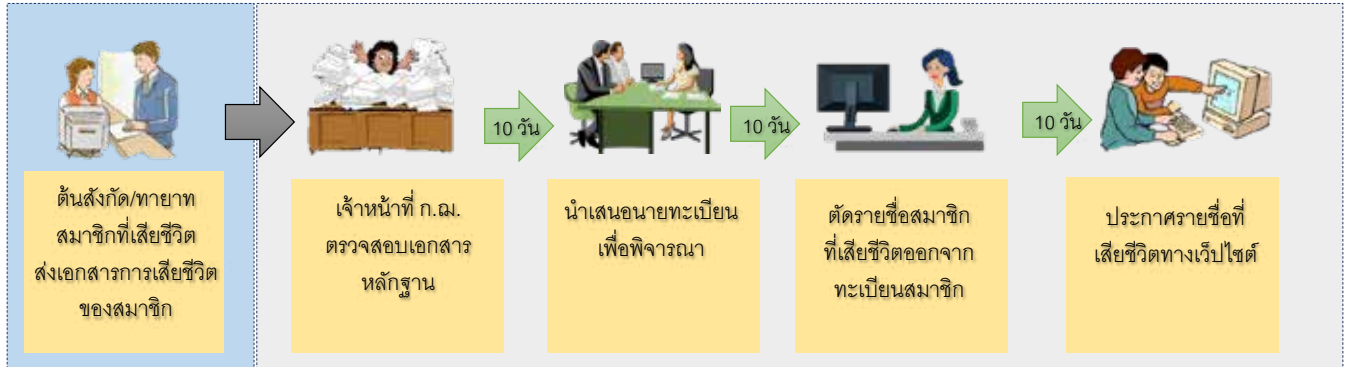 ต้นสังกัด/ทายาท
สมาชิกที่เสียชีวิต
ส่งเอกสารการเสียชีวิต
ของสมาชิก
เจ้าหน้าที่ ก.ฌ.
ตรวจสอบเอกสาร
หลักฐาน
10 วัน
นำเสนอนายทะเบียน
เพื่อพิจารณา
10 วัน
ตัดรายชื่อสมาชิก
ที่เสียชีวิตออกจาก
ทะเบียนสมาชิก
10 วัน
ประกาศรายชื่อที่
เสียชีวิตทางเว็ปไซต์